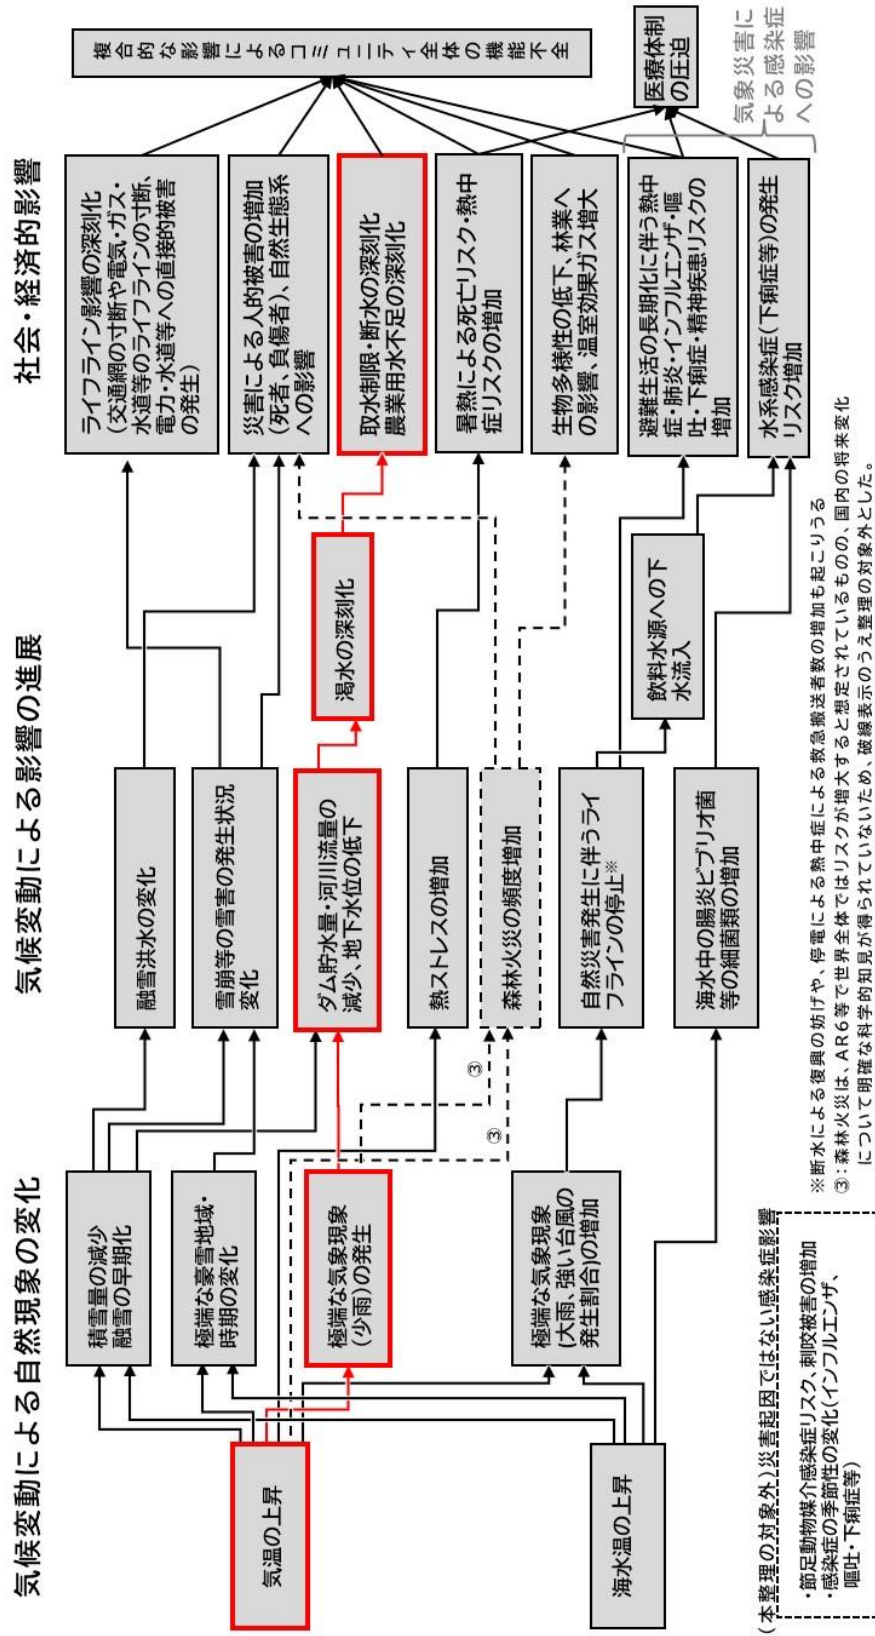 気候変動による自然現象の変化
気候変動による影響の進展
社会・経済的影響
気温の上昇
海水温の上昇
積雪量の減少
融雪の早期化
極端な豪雪地域・
時期の変化
極端な気象現象
（少雨）の発生
極端な気象現象
(大雨、強い台風の
発生割合)の増加
融雪洪水の変化
雪崩等の雪害の発生状況
変化
ダム貯水量・河川流量の
減少、地下水位の低下
熱ストレスの増加
森林火災の頻度増加
③
③
自然災害発生に伴うライ
フラインの停止※
海水中の腸炎ビブリオ菌
等の細菌類の増加
渇水の深刻化
飲料水源への下
水流入
ライフライン影響の深刻化
（交通網の寸断や電気・ガス・
水道等のライフラインの寸断、
電力・水道等への直接的被害
の発生）
災害による人的被害の増加
（死者、負傷者）、自然生態系
への影響
取水制限・断水の深刻化
農業用水不足の深刻化
暑熱による死亡リスク・熱中
症リスクの増加
生物多様性の低下、林業へ
の影響、温室効果ガス増大
避難生活の長期化に伴う熱中
症・肺炎・インフルエンザ・嘔
吐・下痢症・精神疾患リスクの
増加
水系感染症（下痢症等）の発生
リスク増加
複合的な影響によるコミュニティ全体の機能不全
医療体制
の圧迫
気象災害に
よる感染症
への影響
（本整理の対象外）災害起因ではない感染症影響
・節足動物媒介感染症リスク、刺咬被害の増加
・感染症の季節性の変化（インフルエンザ、
嘔吐・下痢症等）
※断水による復興の妨げや、停電による熱中症による救急搬送者数の増加も起こりうる
③：森林火災は、AR6等で世界全体ではリスクが増大すると想定されているものの、国内の将来変化
について明確な科学的知見が得られていないため、破線表示のうえ整理の対象外とした。